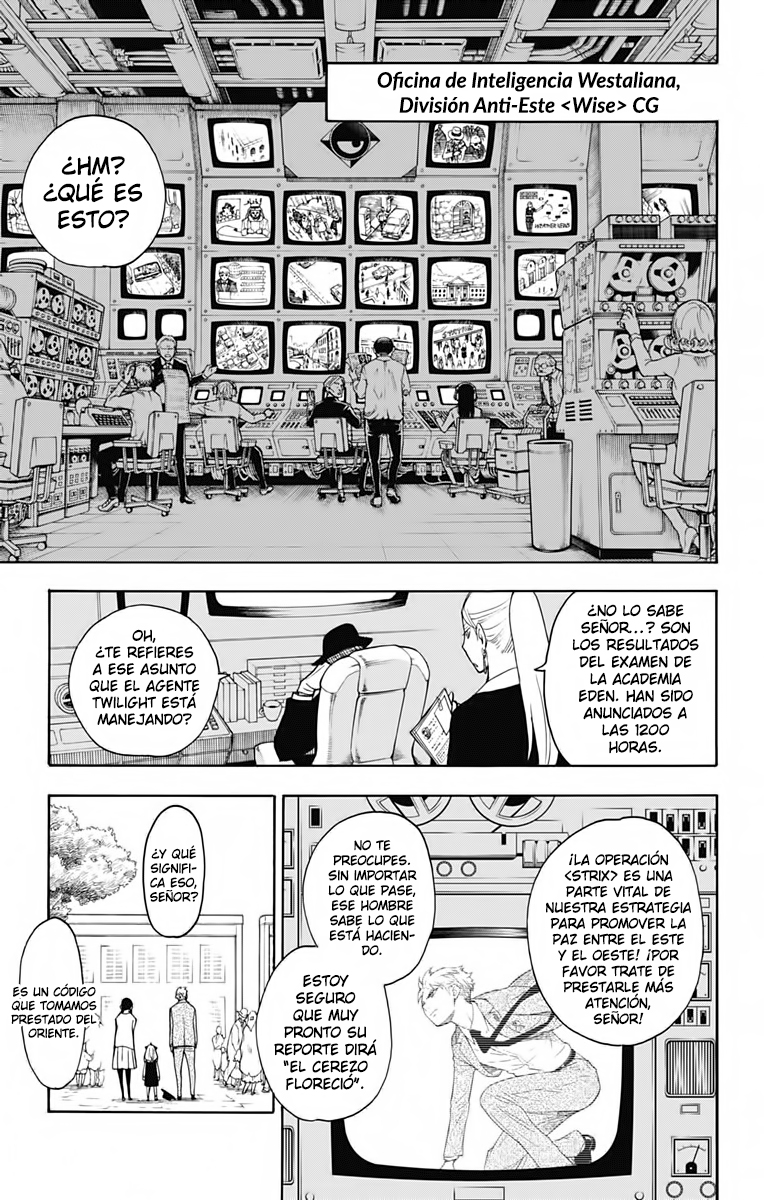 Oficina de Inteligencia Westaliana,
División Anti-Este <Wise> CG
¿HM?
¿QUÉ ES
ESTO?
¿NO LO SABE
SEÑOR...? SON
LOS RESULTADOS
DEL EXAMEN DE
LA ACADEMIA
EDEN. HAN SIDO
ANUNCIADOS A
LAS 1200
HORAS.
OH,
¿TE REFIERES
A ESE ASUNTO
QUE EL AGENTE
TWILIGHT ESTÁ
MANEJANDO?
¡LA OPERACIÓN
<STRIX> ES UNA
PARTE VITAL DE
NUESTRA ESTRATEGIA
PARA PROMOVER LA
PAZ ENTRE EL ESTE
Y EL OESTE! ¡POR
FAVOR TRATE DE
PRESTARLE MÁS
ATENCIÓN,
SEÑOR!
NO TE
PREOCUPES.
SIN IMPORTAR
LO QUE PASE,
ESE HOMBRE
SABE LO QUE
ESTÁ HACIEN-
DO.
ESTOY
SEGURO
QUE MUY
PRONTO SU
REPORTE DIRÁ
"EL CEREZO
FLORECIÓ".
¿Y QUÉ
SIGNIFI-
CA ESO,
SEÑOR?
ES UN CÓDIGO
QUE TOMAMOS
PRESTADO DEL
ORIENTE.